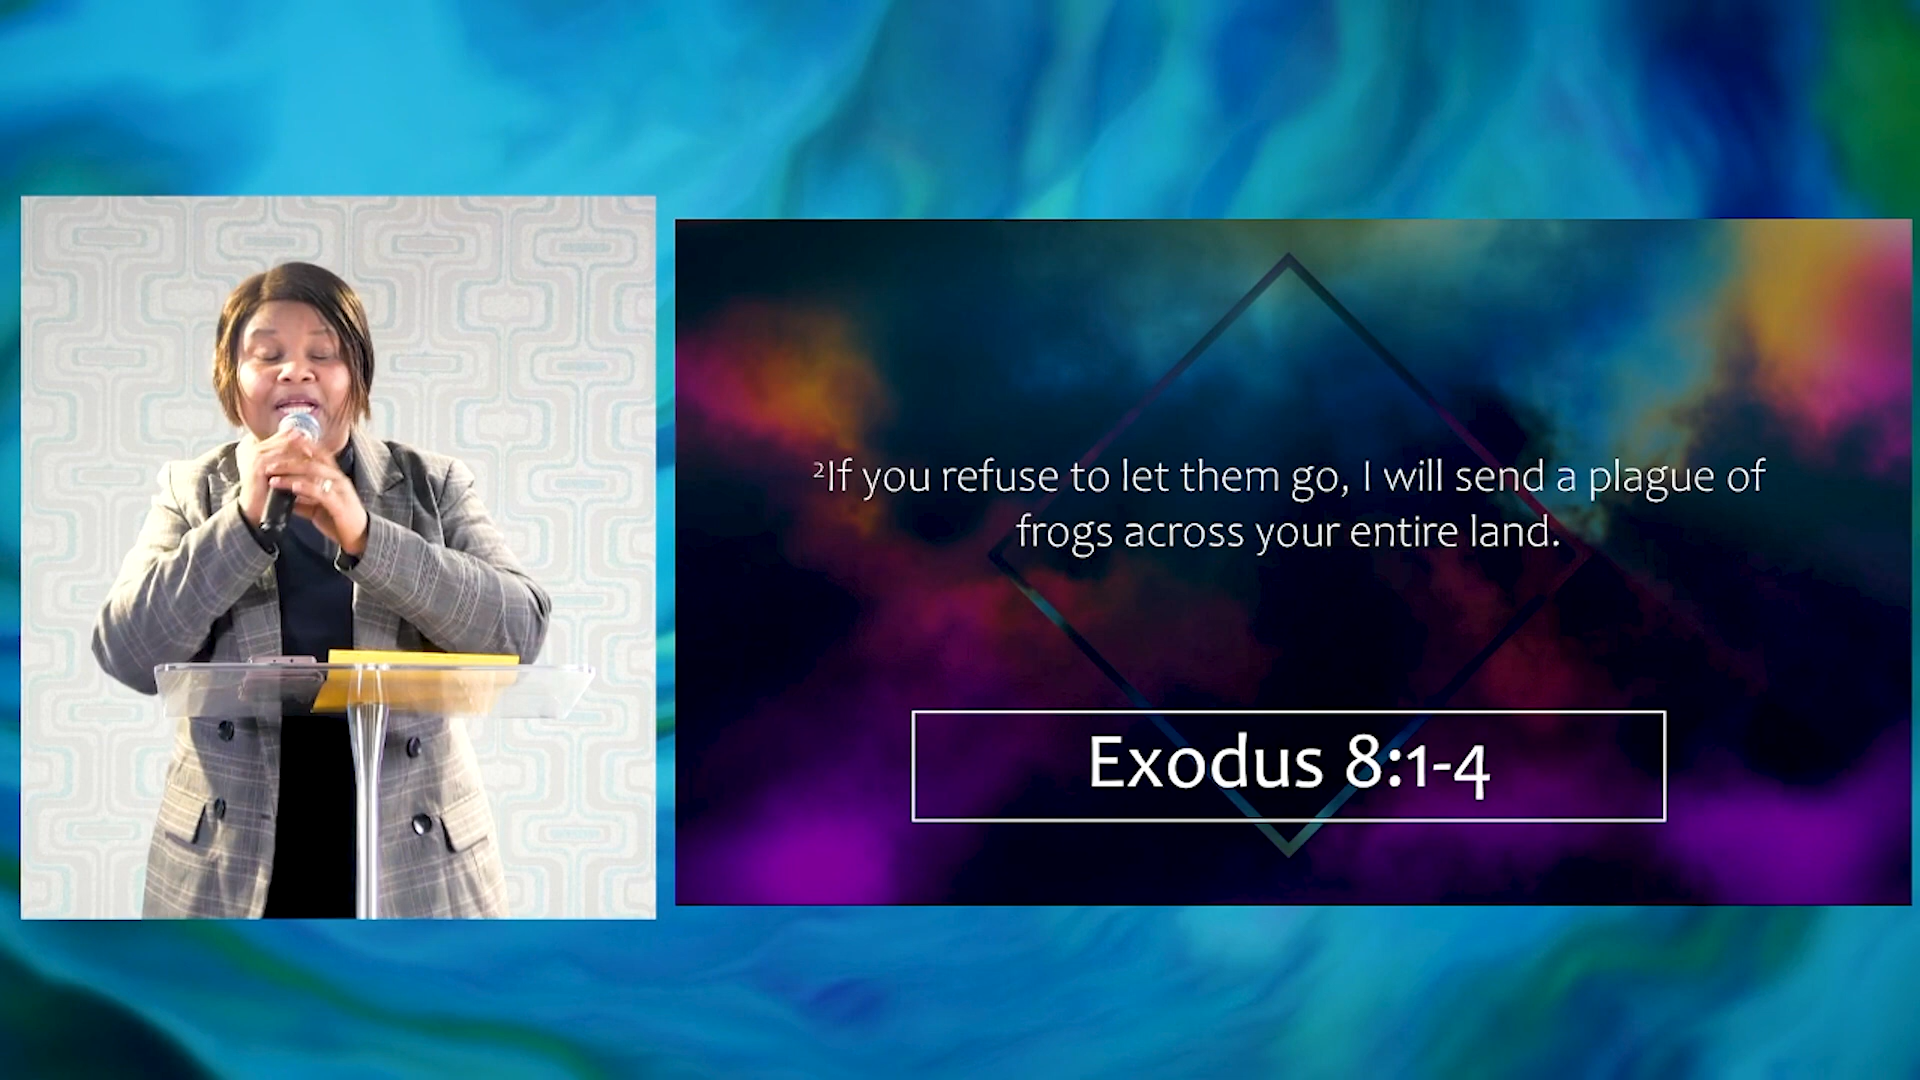 ²If you refuse to let them go, I will send a plague of
frogs across your entire land.
Exodus 8:1-4